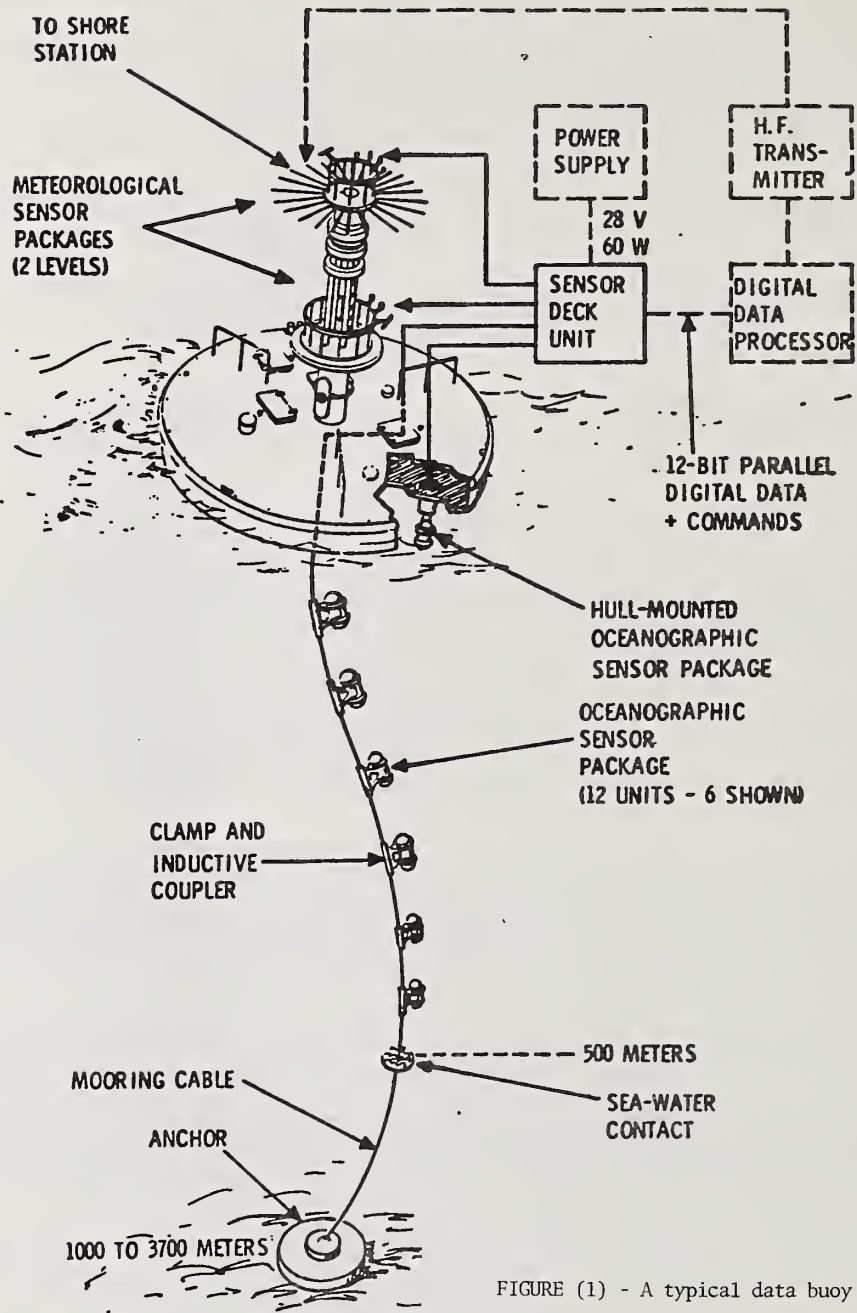 TO SHORE
STATION
METEOROLOGICAL
SENSOR
PACKAGES
(2 LEVELS)
POWER
SUPPLY
H.F.
TRANS-
MITTER
28 V
60 W
SENSOR
DECK
UNIT
DIGITAL
DATA
PROCESSOR
12-BIT PARALLEL
DIGITAL DATA
+ COMMANDS
HULL-MOUNTED
OCEANOGRAPHIC
SENSOR PACKAGE
OCEANOGRAPHIC
SENSOR
PACKAGE
(12 UNITS - 6 SHOWN)
CLAMP AND
INDUCTIVE
COUPLER
500 METERS
MOORING CABLE
SEA-WATER
CONTACT
ANCHOR
1000 TO 3700 METERS
FIGURE (1) - A typical data buoy